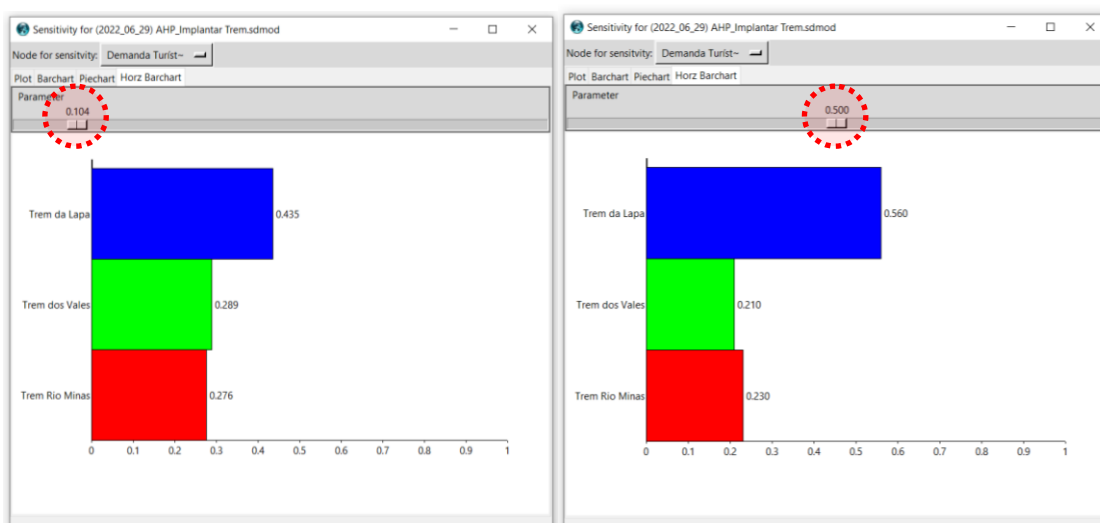 Sensitivity for (2022_06_29) AHP_Implantar Trem.sdmod
Node for sensitvity: Demanda Turíst~
Plot Barchart Piechart Horz Barchart
Parameter
0.104
Trem da Lapa 0.435
Trem dos Vales 0.289
Trem Rio Minas 0.276
0 0.1 0.2 0.3 0.4 0.5 0.6 0.7 0.8 0.9 1
Sensitivity for (2022_06_29) AHP_Implantar Trem.sdmod
Node for sensitvity: Demanda Turíst~
Plot Barchart Piechart Horz Barchart
Parameter
0.500
Trem da Lapa 0.560
Trem dos Vales 0.210
Trem Rio Minas 0.230
0 0.1 0.2 0.3 0.4 0.5 0.6 0.7 0.8 0.9 1